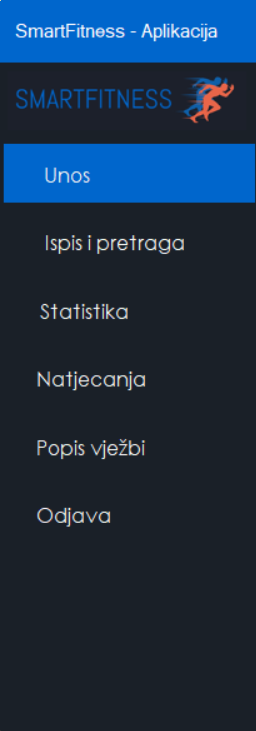 SmartFitness - Aplikacija
SMARTFITNESS
Unos
Ispis i pretraga
Statistika
Natjecanja
Popis vježbi
Odjava